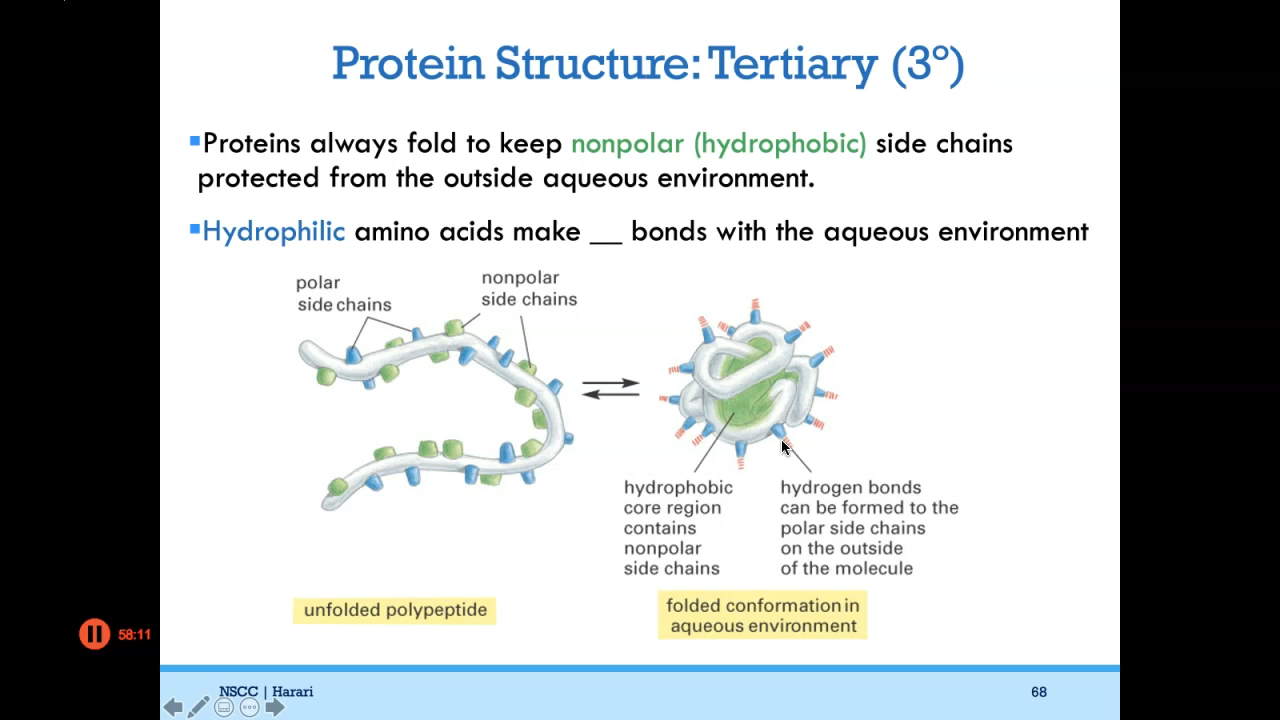 Protein Structure: Tertiary (3º)
▪Proteins always fold to keep nonpolar (hydrophobic) side chains
protected from the outside aqueous environment.
▪Hydrophilic amino acids make __ bonds with the aqueous environment
polar
side chains
nonpolar
side chains
hydrophobic
core region
contains
nonpolar
side chains
hydrogen bonds
can be formed to the
polar side chains
on the outside
of the molecule
unfolded polypeptide
folded conformation in
aqueous environment
58:11
NSCC | Harari
68